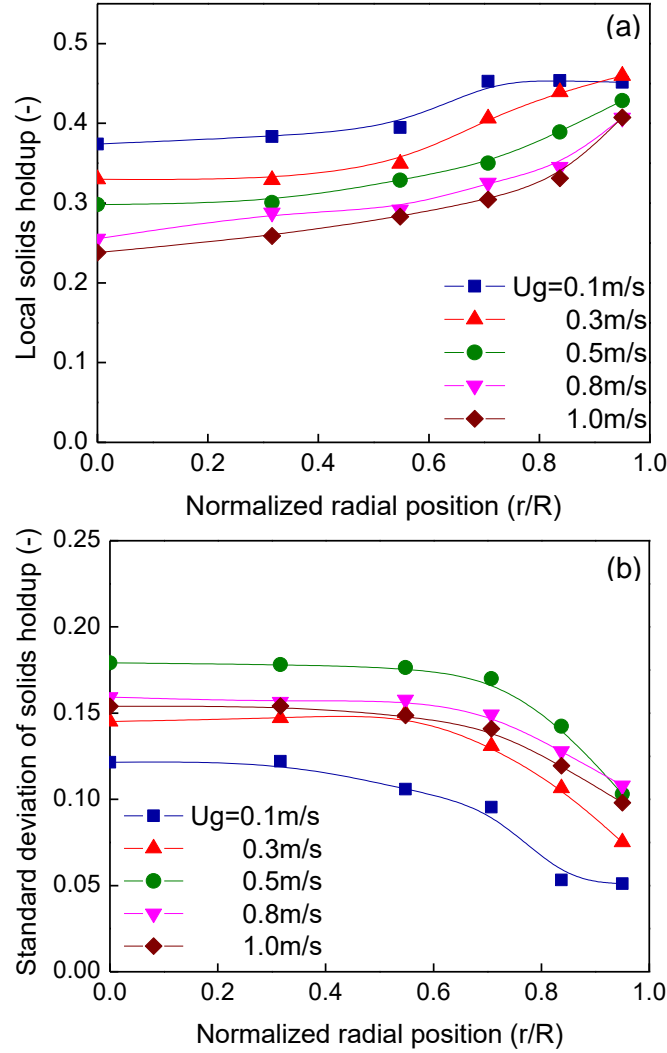 (a)
Local solids holdup (-)
0.5
0.4
0.3
0.2
0.1
0.0
Ug=0.1m/s
0.3m/s
0.5m/s
0.8m/s
1.0m/s
0.0 0.2 0.4 0.6 0.8 1.0
Normalized radial position (r/R)
(b)
Standard deviation of solids holdup (-)
0.25
0.20
0.15
0.10
0.05
0.00
Ug=0.1m/s
0.3m/s
0.5m/s
0.8m/s
1.0m/s
0.0 0.2 0.4 0.6 0.8 1.0
Normalized radial position (r/R)